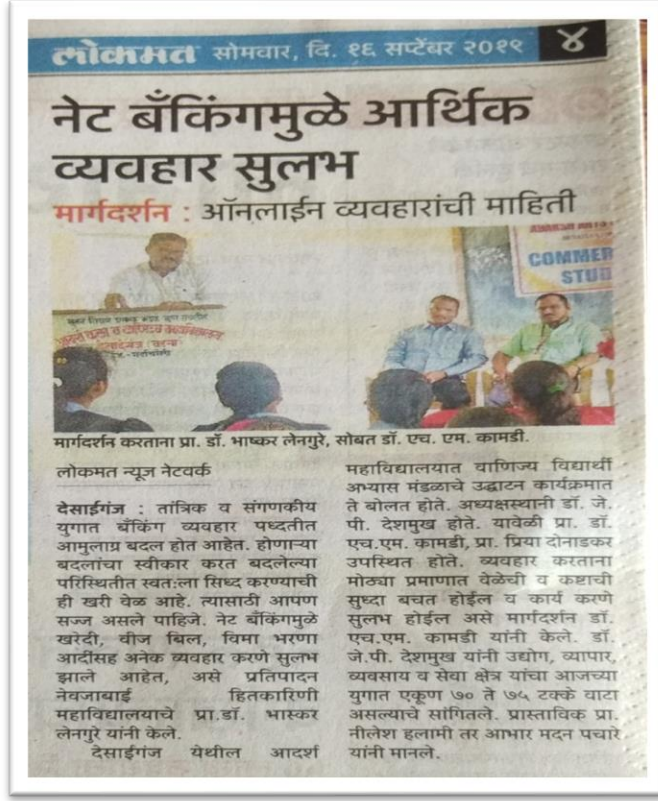 लोकमत सोमवार, दि. १६ सप्टेंबर २०१९ ४
नेट बँकिंगमुळे आर्थिक
व्यवहार सुलभ
मार्गदर्शन : ऑनलाईन व्यवहारांची माहिती
COMMER
STUD
मार्गदर्शन करताना प्रा. डॉ. भाष्कर लेनगुरे, सोबत डॉ. एच. एम. कामडी.
लोकमत न्यूज नेटवर्क
देसाईगंज : तांत्रिक व संगणकीय
युगात बँकिंग व्यवहार पध्दतीत
आमुलाग्र बदल होत आहेत. होणाऱ्या
बदलांचा स्वीकार करत बदलेल्या
परिस्थितीत स्वत:ला सिध्द करण्याची
ही खरी वेळ आहे. त्यासाठी आपण
सज्ज असले पाहिजे. नेट बँकिंगमुळे
खरेदी, वीज बिल, विमा भरणा
आदींसह अनेक व्यवहार करणे सुलभ
झाले आहेत, असे प्रतिपादन
नेवजाबाई हितकारिणी
महाविद्यालयाचे प्रा.डॉ. भास्कर
लेनगुरे यांनी केले.
देसाईगंज येथील आदर्श
महाविद्यालयात वाणिज्य विद्यार्थी
अभ्यास मंडळाचे उद्घाटन कार्यक्रमात
ते बोलत होते. अध्यक्षस्थानी डॉ. जे.
पी. देशमुख होते. यावेळी प्रा. डॉ.
एच.एम. कामडी, प्रा. प्रिया दोनाडकर
उपस्थित होते. व्यवहार करताना
मोठ्या प्रमाणात वेळेची व कष्टाची
सुध्दा बचत होईल व कार्य करणे
सुलभ होईल असे मार्गदर्शन डॉ.
एच.एम. कामडी यांनी केले. डॉ.
जे.पी. देशमुख यांनी उद्योग, व्यापार,
व्यवसाय व सेवा क्षेत्र यांचा आजच्या
युगात एकूण ७० ते ७५ टक्के वाटा
असल्याचे सांगितले. प्रास्ताविक प्रा.
नीलेश हलामी तर आभार मदन पचारे
यांनी मानले.